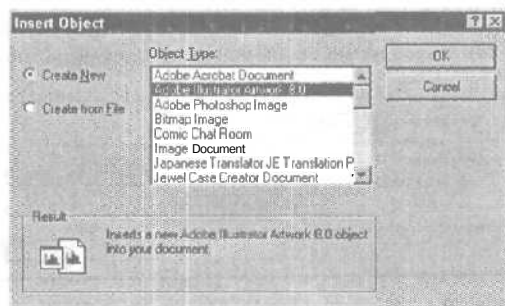 Insert Object
Object Type:
Create New
Create from File
Adobe Acrobat Document
Adobe Illustrator Artwork 8.0
Adobe Photoshop Image
Bitmap Image
Comic Chat Room
Image Document
Japanese Translator JE Translation P
Jewel Case Creator Document
OK
Cancel
Result
Inserts a new Adobe Illustrator Artwork 8.0 object
into your document.